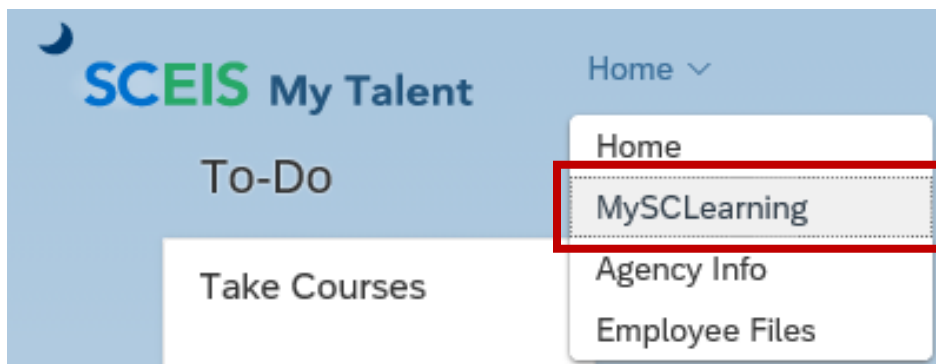 SCEIS My Talent
Home
To-Do
Take Courses
Home
MySCLearning
Agency Info
Employee Files